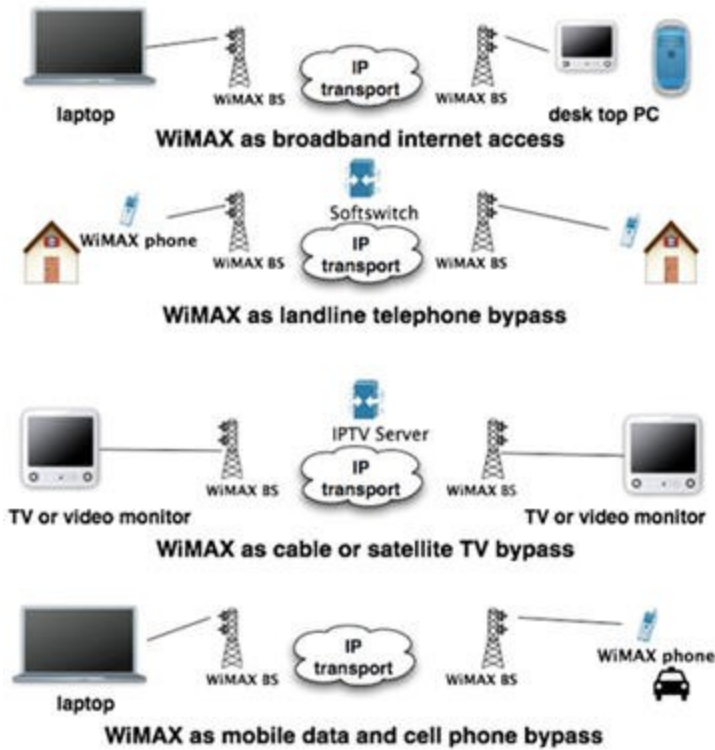 IP
transport
WiMAX BS
WiMAX BS
laptop
desk top PC
WiMAX as broadband internet access
Softswitch
WiMAX phone
IP
transport
WiMAX BS
WiMAX BS
WiMAX as landline telephone bypass
IPTV Server
IP
transport
WiMAX BS
WiMAX BS
TV or video monitor
TV or video monitor
WiMAX as cable or satellite TV bypass
IP
transport
WiMAX BS
WiMAX BS
WiMAX phone
laptop
WiMAX as mobile data and cell phone bypass